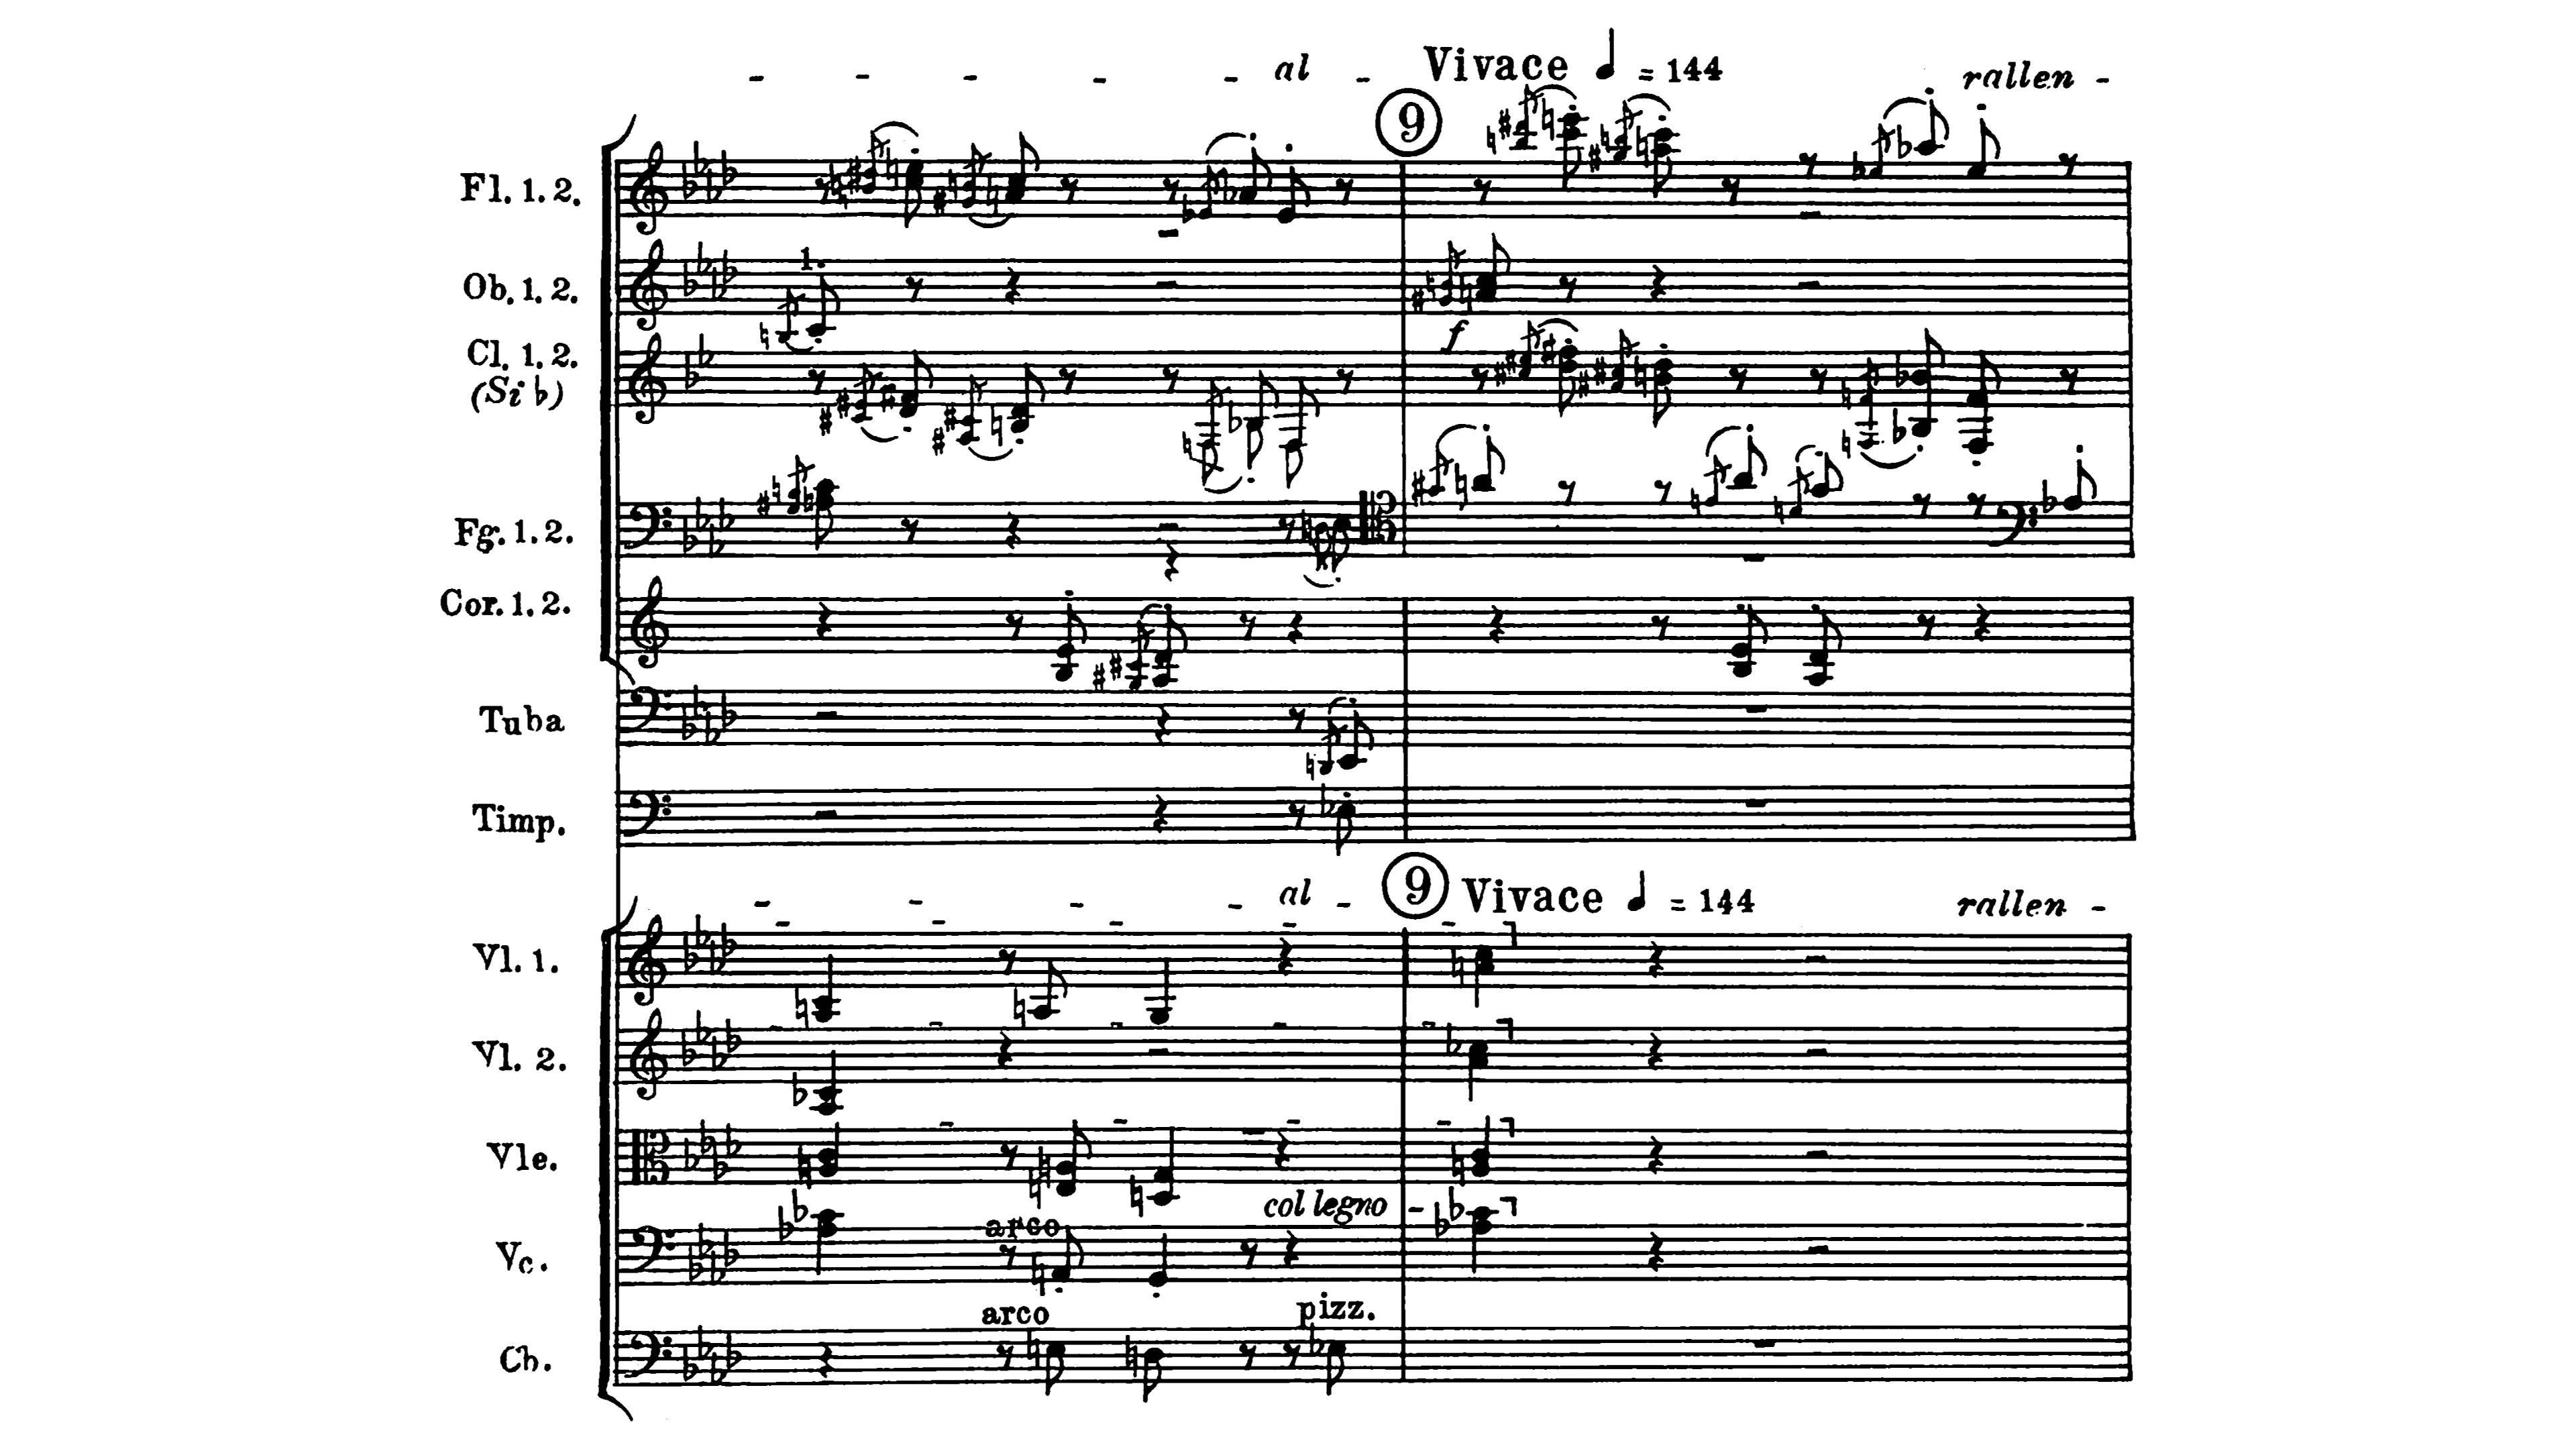 al - Vivace ♩ = 144 rallen -
9
Fl. 1. 2.
1.
Ob. 1. 2.
f
Cl. 1. 2.
(Si b)
Fg. 1. 2.
Cor. 1. 2.
Tuba
Timp.
al - 9 Vivace ♩ = 144 rallen -
Vl. 1.
Vl. 2.
Vle.
col legno -
arco
Vc.
arco pizz.
Cb.